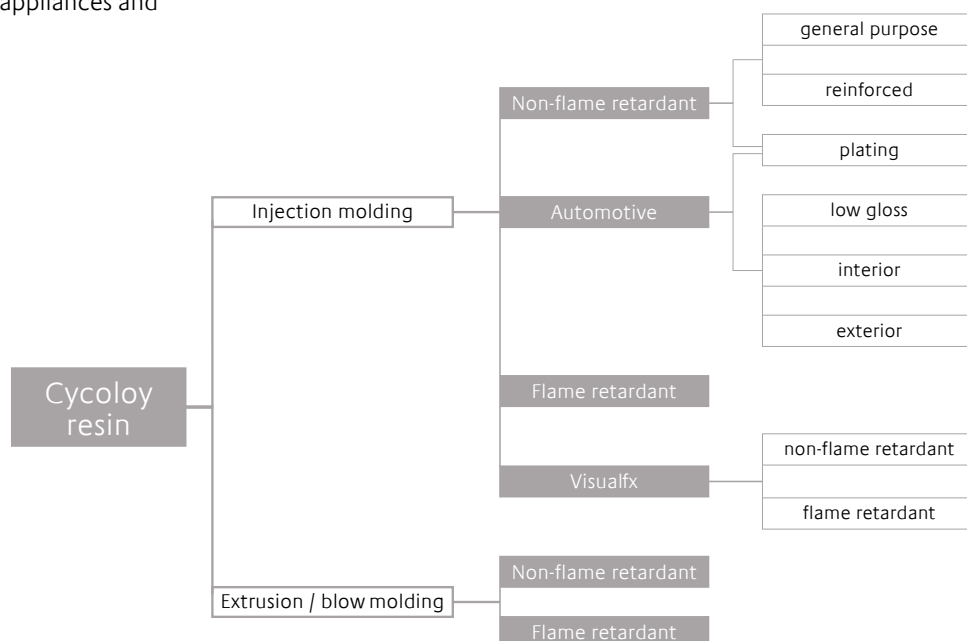 appliances and
general purpose
Non-flame retardant
reinforced
plating
Injection molding
Automotive
low gloss
interior
exterior
Cycoloy
resin
Flame retardant
non-flame retardant
Visualfx
flame retardant
Non-flame retardant
Extrusion / blow molding
Flame retardant